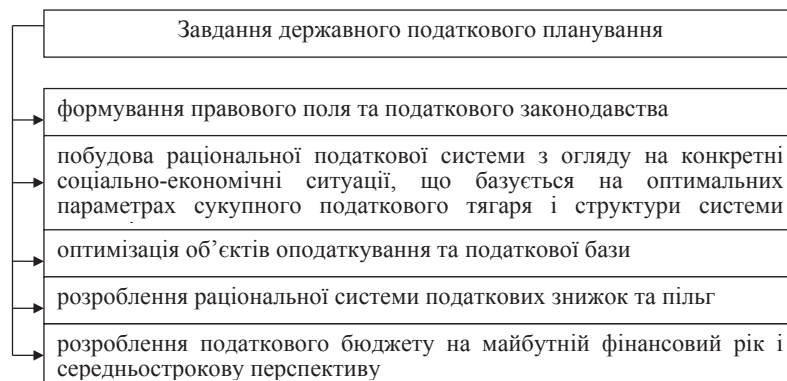 Завдання державного податкового планування
формування правового поля та податкового законодавства
побудова раціональної податкової системи з огляду на конкретні
соціально-економічні ситуації, що базується на оптимальних
параметрах сукупного податкового тягаря і структури системи
оптимізація об’єктів оподаткування та податкової бази
розроблення раціональної системи податкових знижок та пільг
розроблення податкового бюджету на майбутній фінансовий рік і
середньострокову перспективу